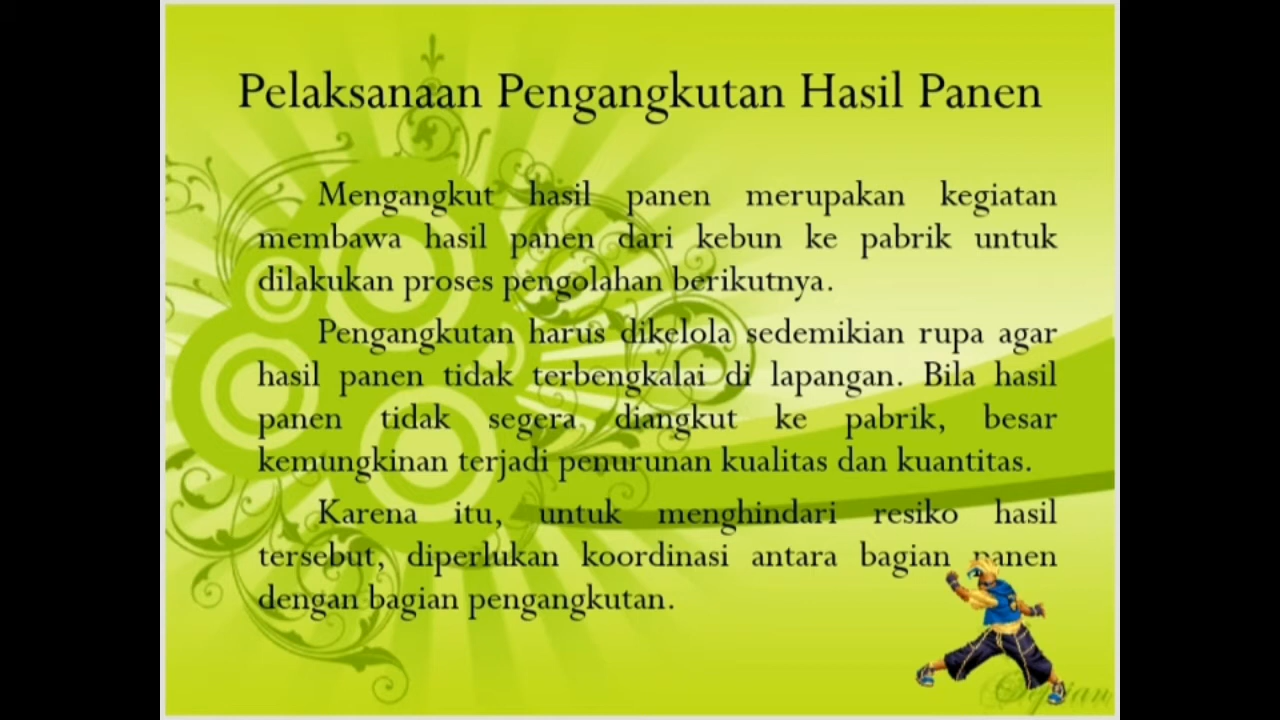 Pelaksanaan Pengangkutan Hasil Panen
Mengangkut hasil panen merupakan kegiatan
membawa hasil panen dari kebun ke pabrik untuk
dilakukan proses pengolahan berikutnya.
Pengangkutan harus dikelola sedemikian rupa agar
hasil panen tidak terbengkalai di lapangan. Bila hasil
panen tidak segera diangkut ke pabrik, besar
kemungkinan terjadi penurunan kualitas dan kuantitas.
Karena itu, untuk menghindari resiko hasil
tersebut, diperlukan koordinasi antara bagian panen
dengan bagian pengangkutan.